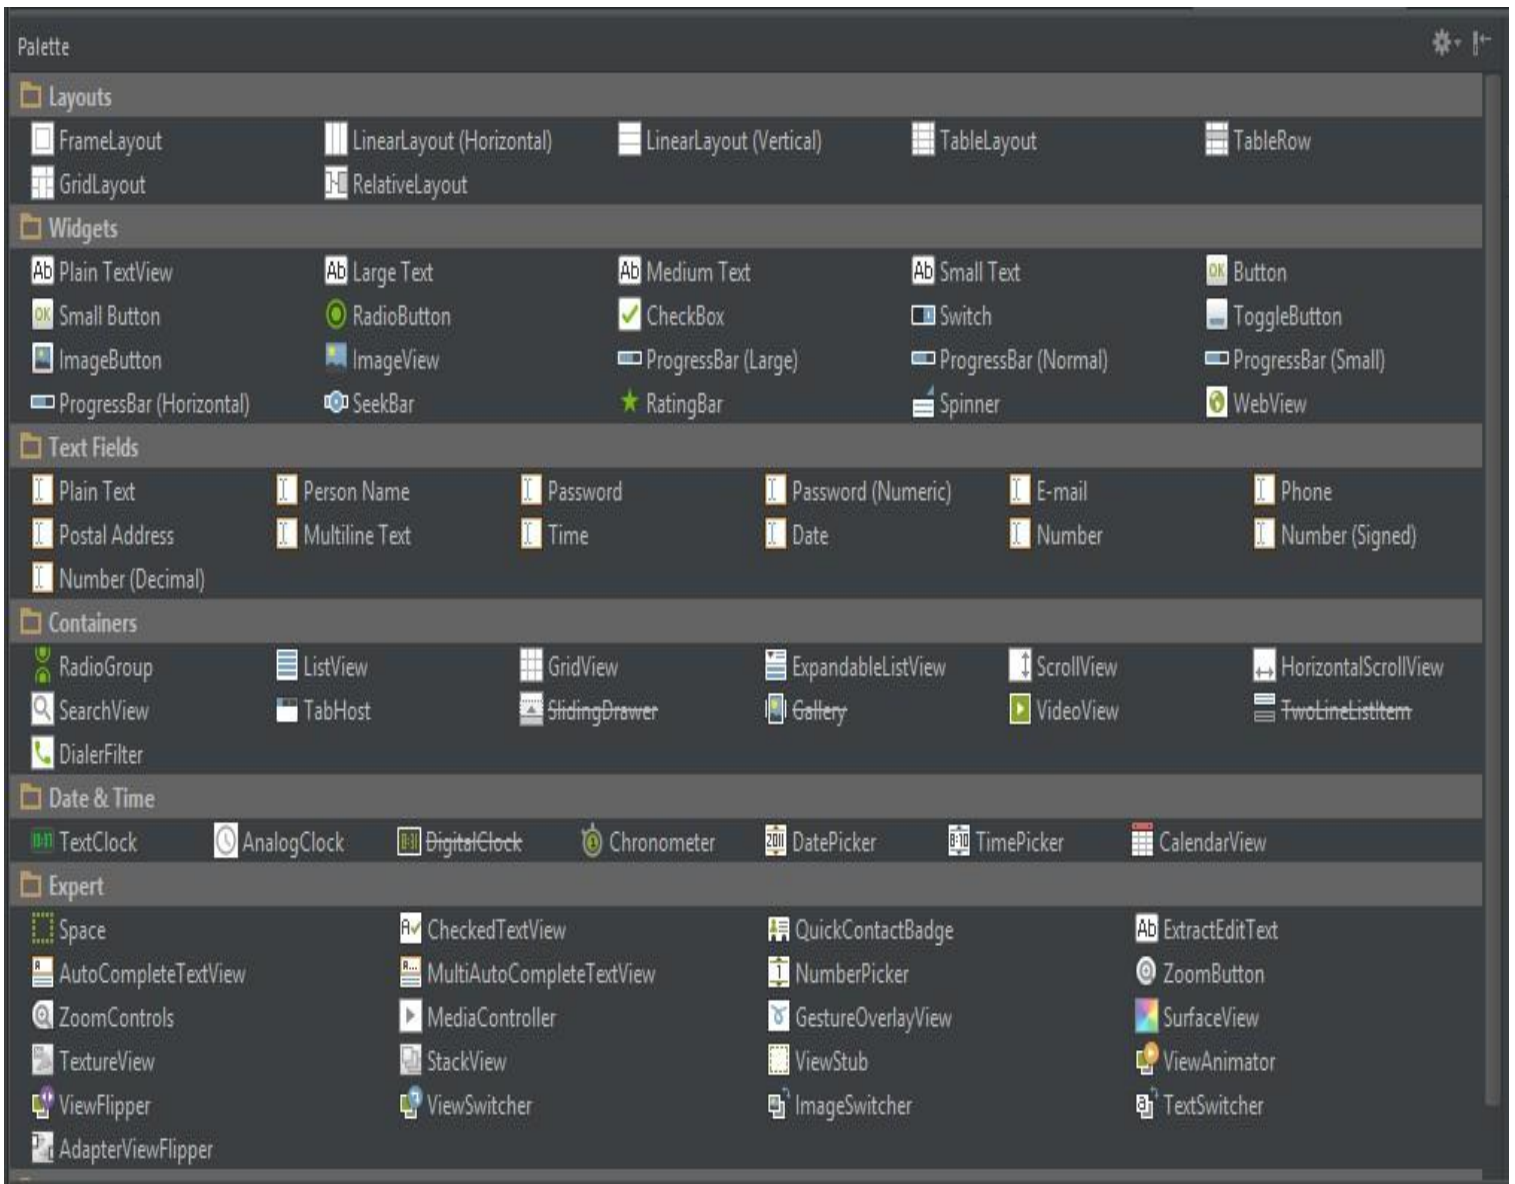 Palette
Layouts
FrameLayout LinearLayout (Horizontal) LinearLayout (Vertical) TableLayout TableRow
GridLayout RelativeLayout
Widgets
Ab Plain TextView Ab Large Text Ab Medium Text Ab Small Text OK Button
OK Small Button RadioButton CheckBox Switch ToggleButton
ImageButton ImageView ProgressBar (Large) ProgressBar (Normal) ProgressBar (Small)
ProgressBar (Horizontal) SeekBar RatingBar Spinner WebView
Text Fields
Plain Text Person Name Password Password (Numeric) E-mail Phone
Postal Address Multiline Text Time Date Number Number (Signed)
Number (Decimal)
Containers
RadioGroup ListView GridView ExpandableListView ScrollView HorizontalScrollView
SearchView TabHost SlidingDrawer Gallery VideoView TwoLineListItem
DialerFilter
Date & Time
TextClock AnalogClock DigitalClock Chronometer 2011 DatePicker TimePicker CalendarView
Expert
Space CheckedTextView QuickContactBadge Ab ExtractEditText
AutoCompleteTextView MultiAutoCompleteTextView 1 NumberPicker ZoomButton
ZoomControls MediaController GestureOverlayView SurfaceView
TextureView StackView ViewStub ViewAnimator
ViewFlipper ViewSwitcher ImageSwitcher a TextSwitcher
AdapterViewFlipper